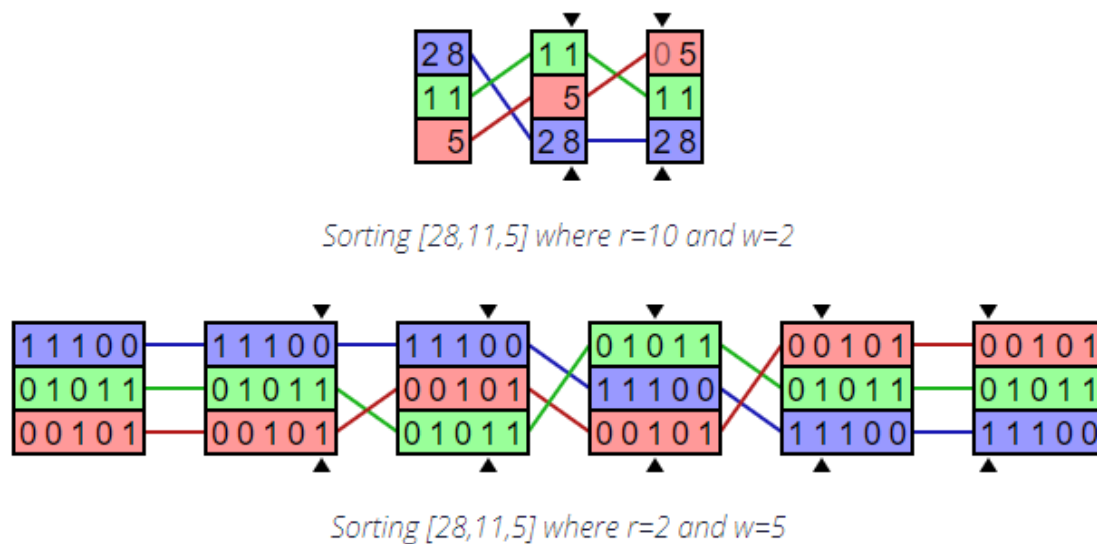 28 11 05
11 5 11
5 28 28
Sorting [28,11,5] where r=10 and w=2
11100 11100 11100 01011 00101 00101
01011 01011 00101 11100 01011 01011
00101 00101 01011 00101 11100 11100
Sorting [28,11,5] where r=2 and w=5